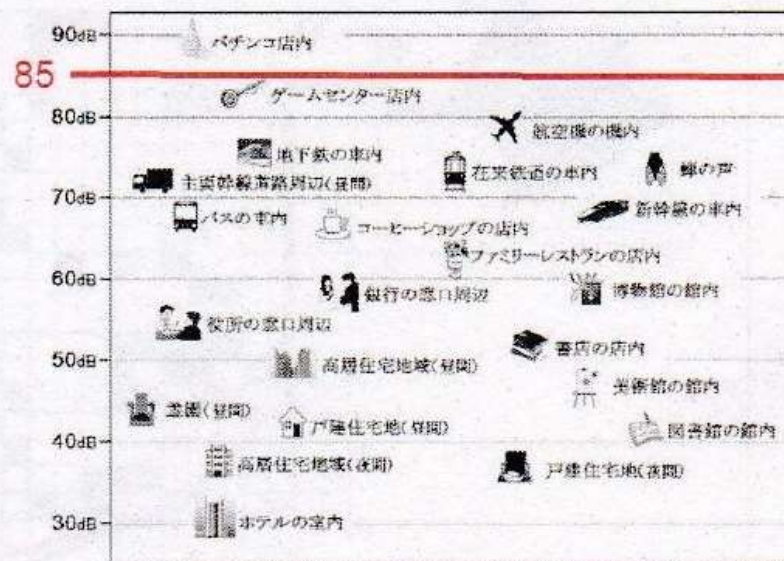 90dB
パチンコ店内
85
ゲームセンター店内
80dB
航空機の機内
地下鉄の車内
在来鉄道の車内
蝉の声
主要幹線道路周辺(昼間)
70dB
バスの車内
コーヒーショップの店内
新幹線の車内
ファミリーレストランの店内
60dB
銀行の窓口周辺
博物館の館内
役所の窓口周辺
書店の店内
50dB
高層住宅地域(昼間)
美術館の館内
霊園(昼間)
戸建住宅地(昼間)
図書館の館内
40dB
高層住宅地域(夜間)
戸建住宅地(夜間)
30dB
ホテルの室内